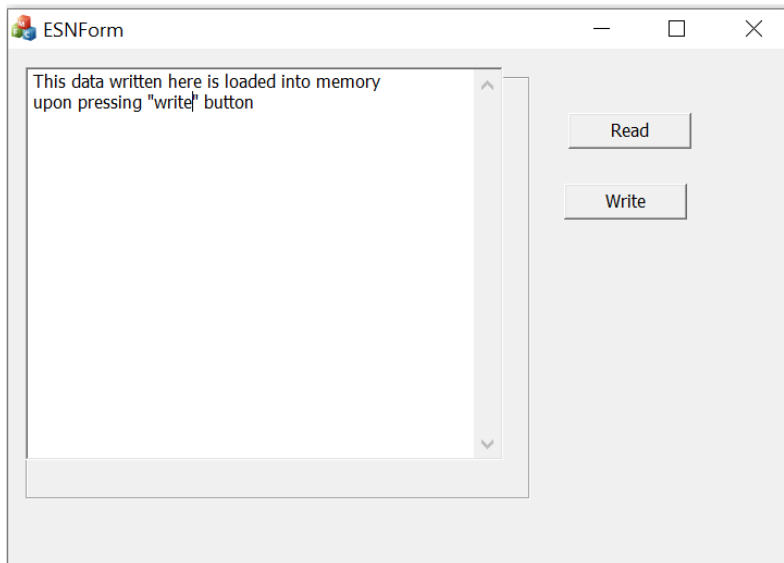 ESNForm
This data written here is loaded into memory
upon pressing "write" button
Read
Write